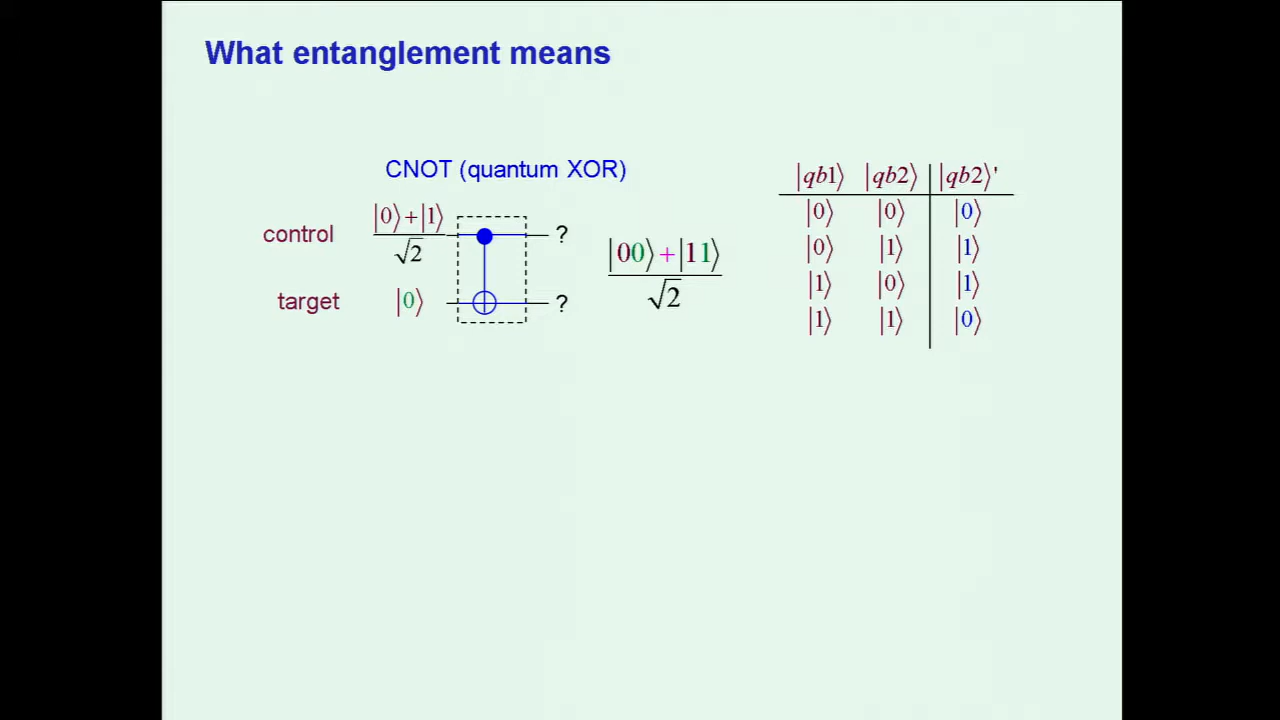 What entanglement means
CNOT (quantum XOR)
control |0⟩+|1⟩ / √2 ?
target |0⟩ ?
|00⟩+|11⟩ / √2
|qb1⟩ |qb2⟩ |qb2⟩'
|0⟩ |0⟩ |0⟩
|0⟩ |1⟩ |1⟩
|1⟩ |0⟩ |1⟩
|1⟩ |1⟩ |0⟩